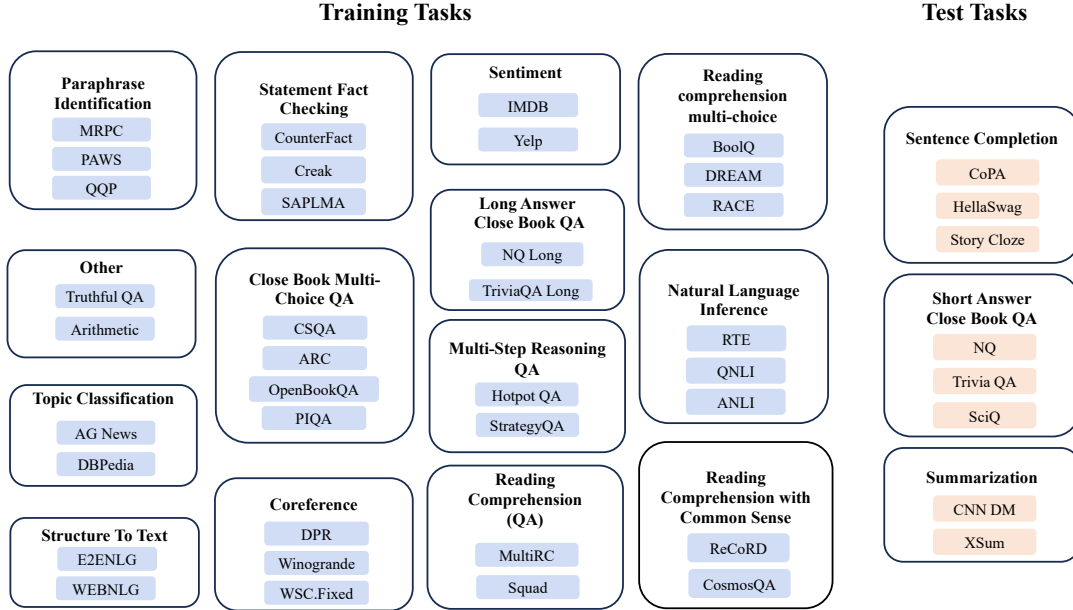 Training Tasks
Test Tasks
Paraphrase
Identification
MRPC
PAWS
QQP
Other
Truthful QA
Arithmetic
Topic Classification
AG News
DBPedia
Structure To Text
E2ENLG
WEBNLG
Statement Fact
Checking
CounterFact
Creak
SAPLMA
Close Book Multi-
Choice QA
CSQA
ARC
OpenBookQA
PIQA
Coreference
DPR
Winogrande
WSC.Fixed
Sentiment
IMDB
Yelp
Long Answer
Close Book QA
NQ Long
TriviaQA Long
Multi-Step Reasoning
QA
Hotpot QA
StrategyQA
Reading
Comprehension
(QA)
MultiRC
Squad
Reading
comprehension
multi-choice
BoolQ
DREAM
RACE
Natural Language
Inference
RTE
QNLI
ANLI
Reading
Comprehension with
Common Sense
ReCoRD
CosmosQA
Sentence Completion
CoPA
HellaSwag
Story Cloze
Short Answer
Close Book QA
NQ
Trivia QA
SciQ
Summarization
CNN DM
XSum